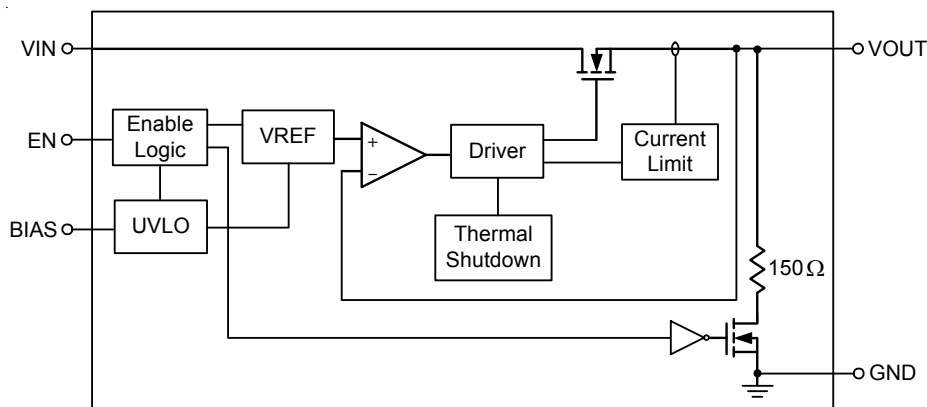 VIN
VOUT
EN
Enable
Logic
VREF
+
−
Driver
Current
Limit
BIAS
UVLO
Thermal
Shutdown
150Ω
GND